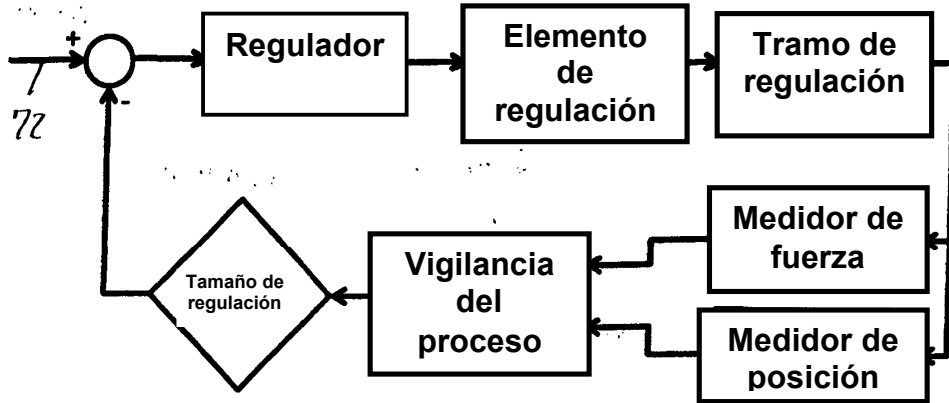 +
-
72
Regulador
Elemento
de
regulación
Tramo de
regulación
Medidor de
fuerza
Medidor de
posición
Vigilancia
del
proceso
Tamaño de
regulación